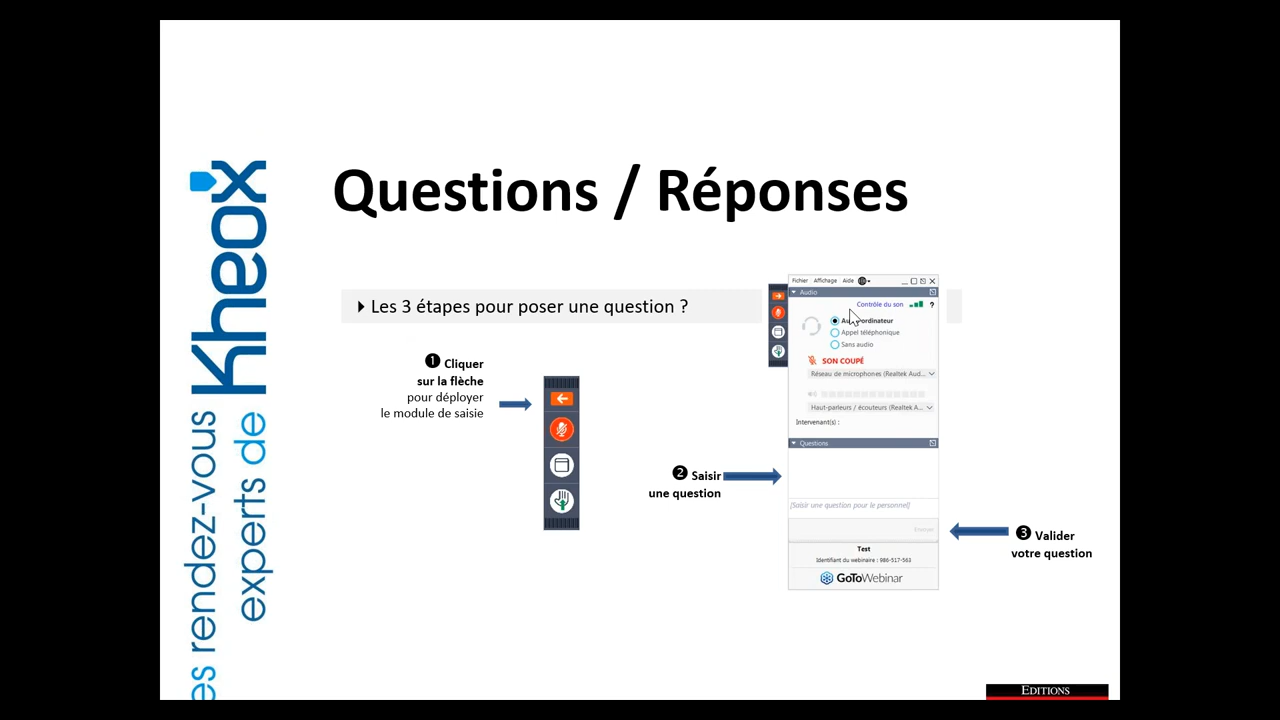 Questions / Réponses
Les 3 étapes pour poser une question ?
❶ Cliquer
sur la flèche
pour déployer
le module de saisie
❷ Saisir
une question
❸ Valider
votre question
Fichier Affichage Aide
Audio
Contrôle du son ?
Appel téléphonique
Sans audio
SON COUPÉ
Réseau de microphones (Realtek Aud...
Haut-parleurs / écouteurs (Realtek A...
Intervenant(s) :
Questions
[Saisir une question pour le personnel]
Test
Identifiant du webinaire : 986-517-563
GoToWebinar
es rendez-vous Kheox
experts de
EDITIONS